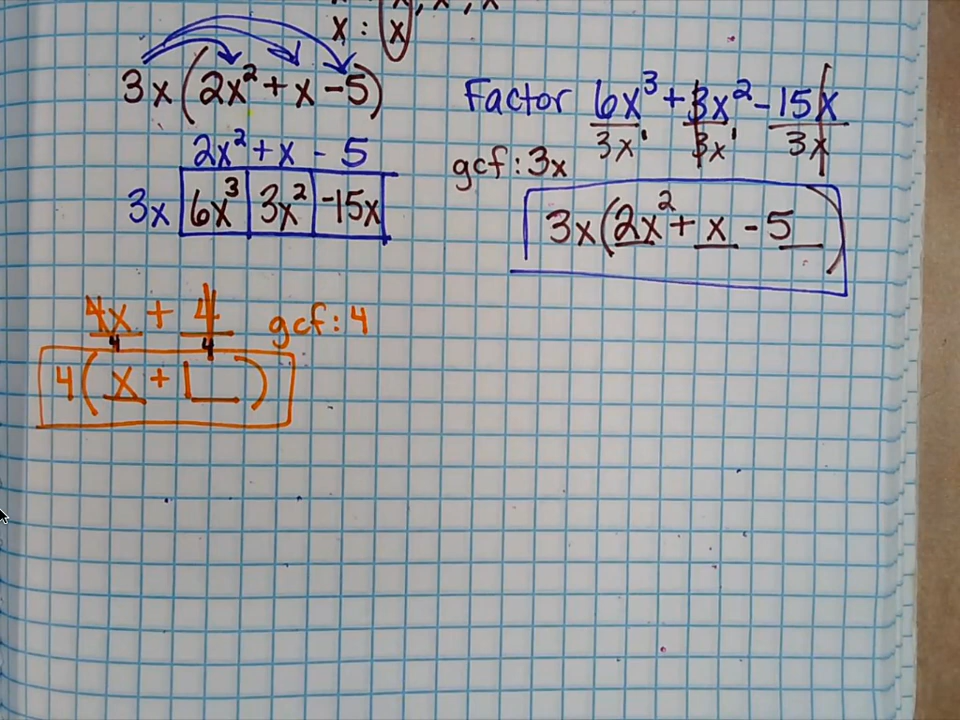 x : x
3x(2x² + x - 5)
2x² + x - 5
3x 6x³ 3x² -15x
Factor 6x³ + 3x² - 15x
3x 3x 3x
gcf: 3x
3x(2x² + x - 5)
4x + 4 gcf: 4
4 4
4(x + 1)